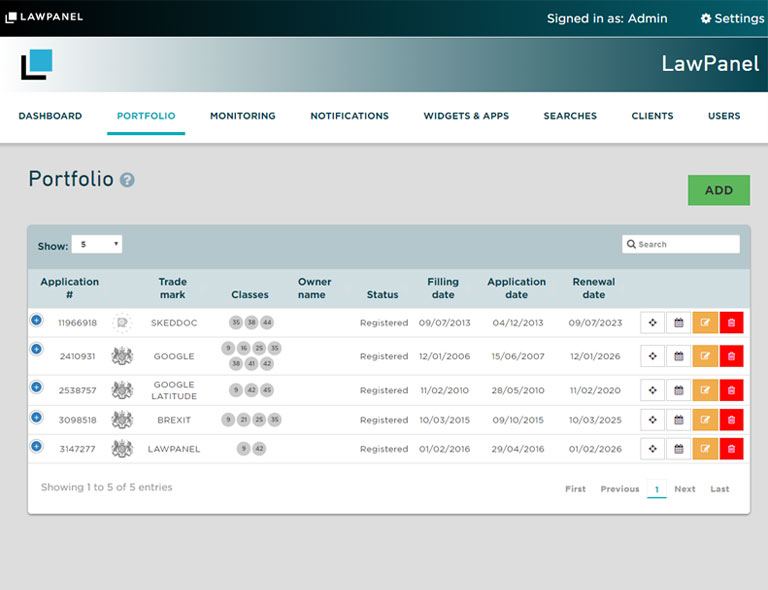 LAWPANEL Signed in as: Admin Settings
LawPanel
DASHBOARD PORTFOLIO MONITORING NOTIFICATIONS WIDGETS & APPS SEARCHES CLIENTS USERS
Portfolio ?
ADD
Show: 5 Search
Application # Trade mark Classes Owner name Status Filling date Application date Renewal date
11966918 SKEDDOC 35 38 44 Registered 09/07/2013 04/12/2013 09/07/2023
2410931 GOOGLE 9 16 25 35 38 41 42 Registered 12/01/2006 15/06/2007 12/01/2026
2538757 GOOGLE LATITUDE 9 42 45 Registered 11/02/2010 28/05/2010 11/02/2020
3098518 BREXIT 9 21 25 35 Registered 10/03/2015 09/10/2015 10/03/2025
3147277 LAWPANEL 9 42 Registered 01/02/2016 29/04/2016 01/02/2026
Showing 1 to 5 of 5 entries First Previous 1 Next Last